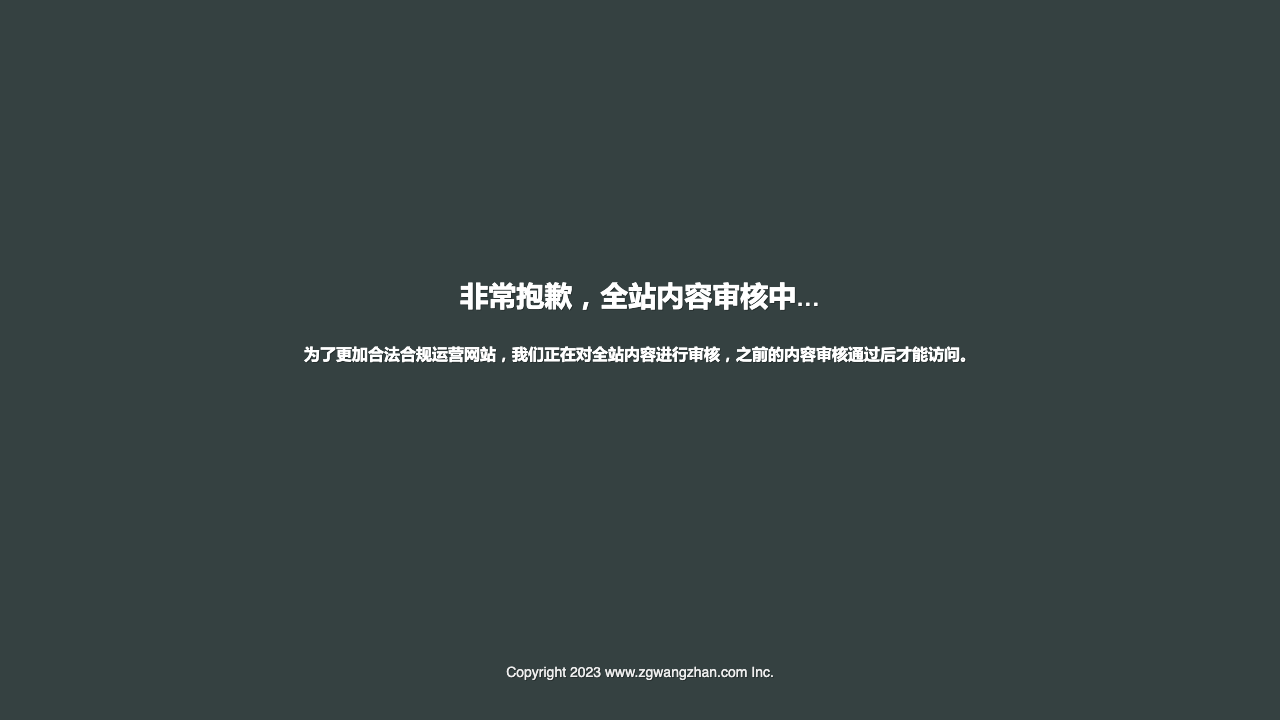 非常抱歉，全站内容审核中...
为了更加合法合规运营网站，我们正在对全站内容进行审核，之前的内容审核通过后才能访问。
Copyright 2023 www.zgwangzhan.com Inc.